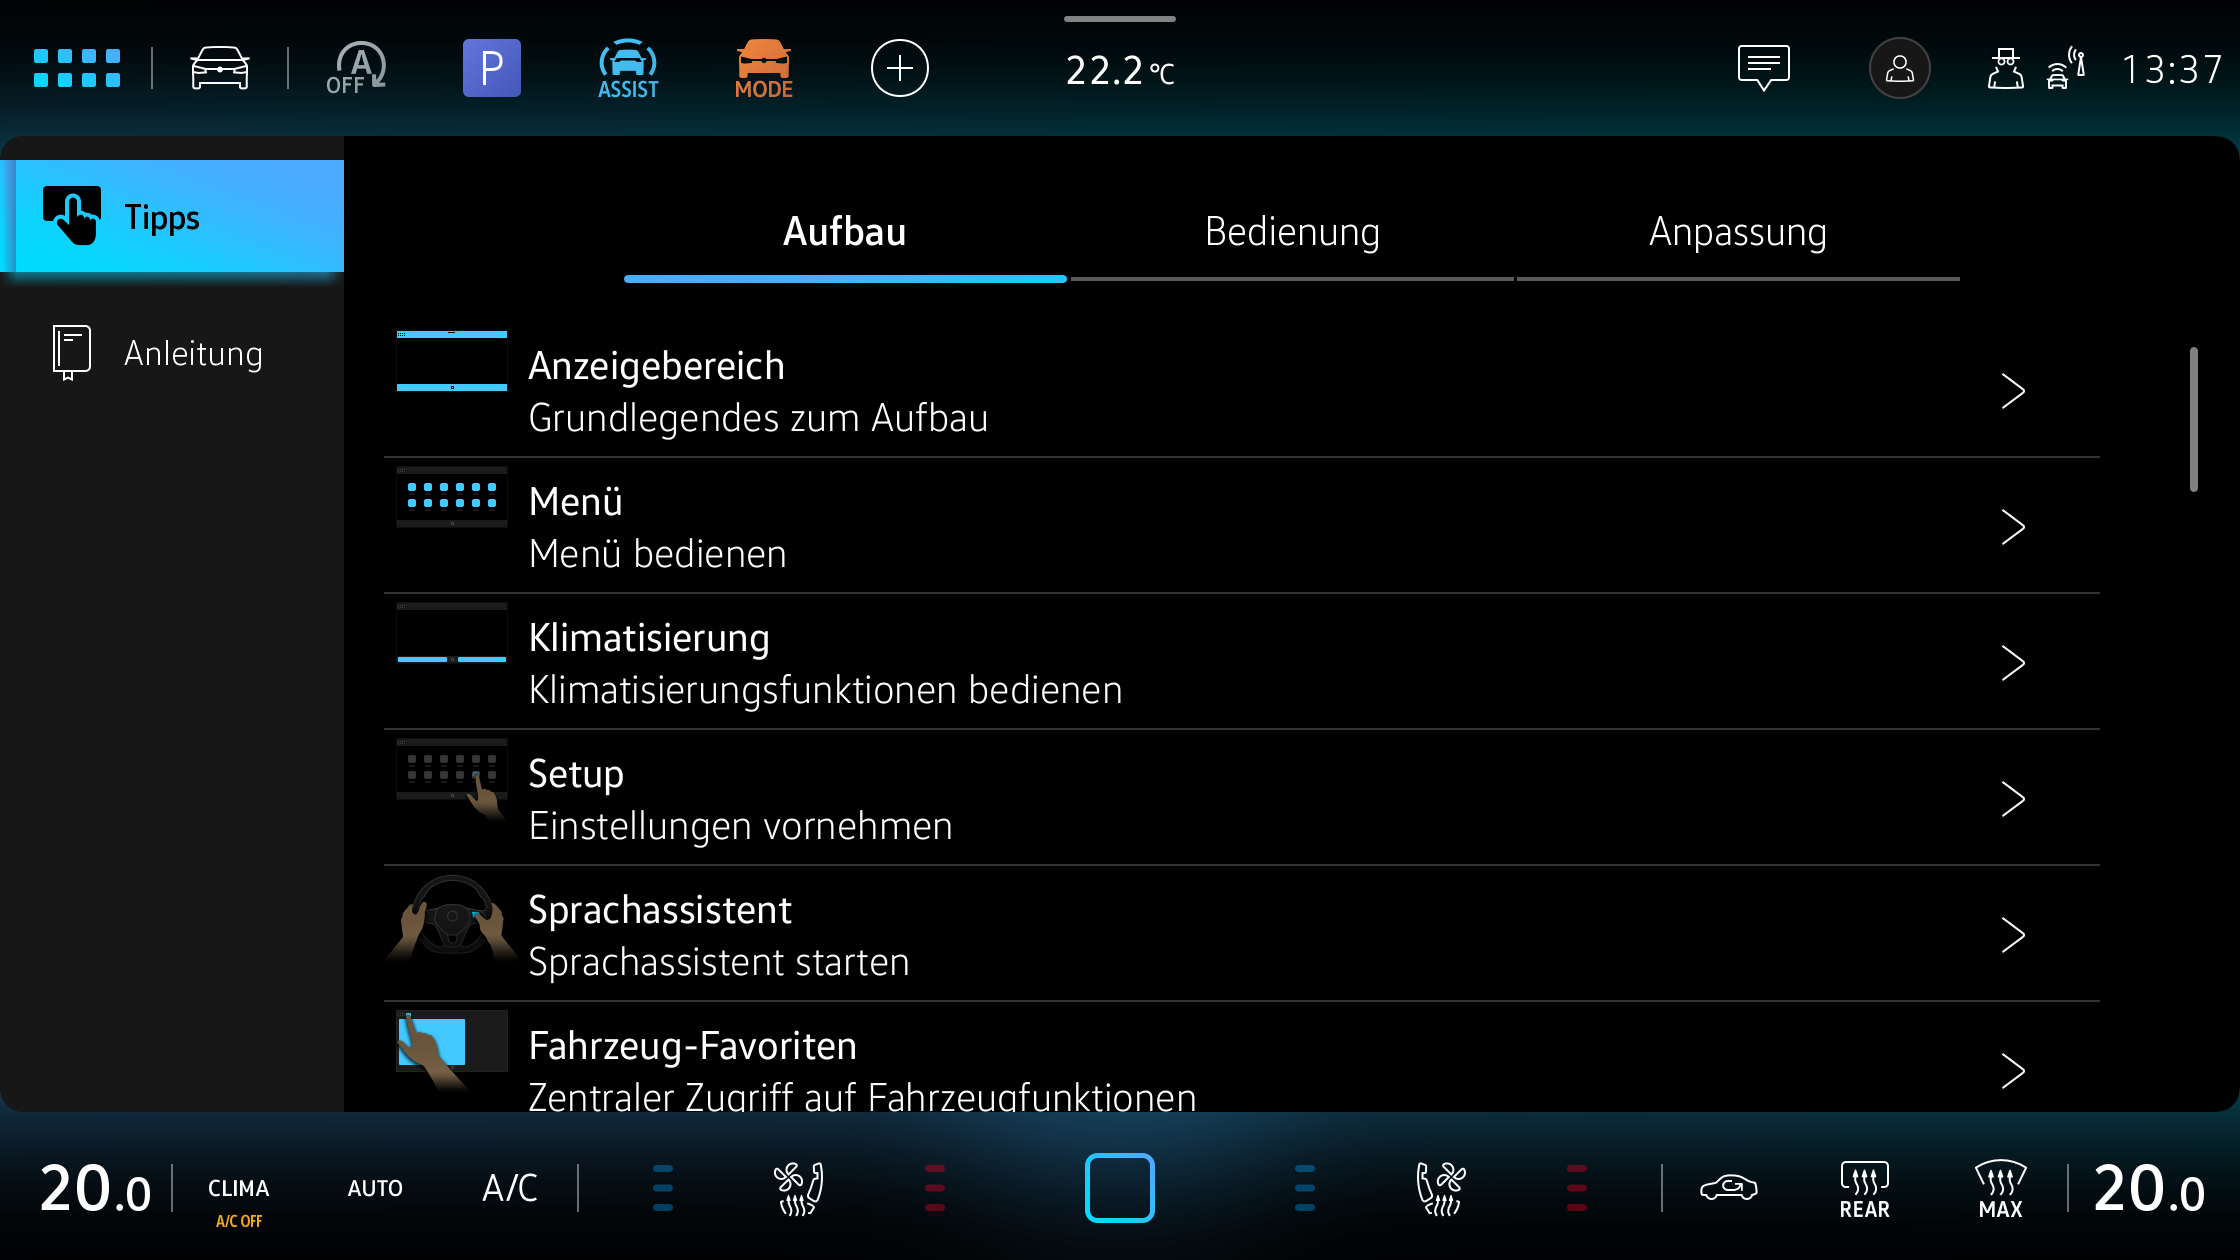 A
OFF
P
ASSIST
MODE
22.2 °C
13:37
Tipps
Anleitung
Aufbau
Bedienung
Anpassung
Anzeigebereich
Grundlegendes zum Aufbau
Menü
Menü bedienen
Klimatisierung
Klimatisierungsfunktionen bedienen
Setup
Einstellungen vornehmen
Sprachassistent
Sprachassistent starten
Fahrzeug-Favoriten
Zentraler Zugriff auf Fahrzeugfunktionen
20.0
CLIMA
A/C OFF
AUTO
A/C
REAR
MAX
20.0